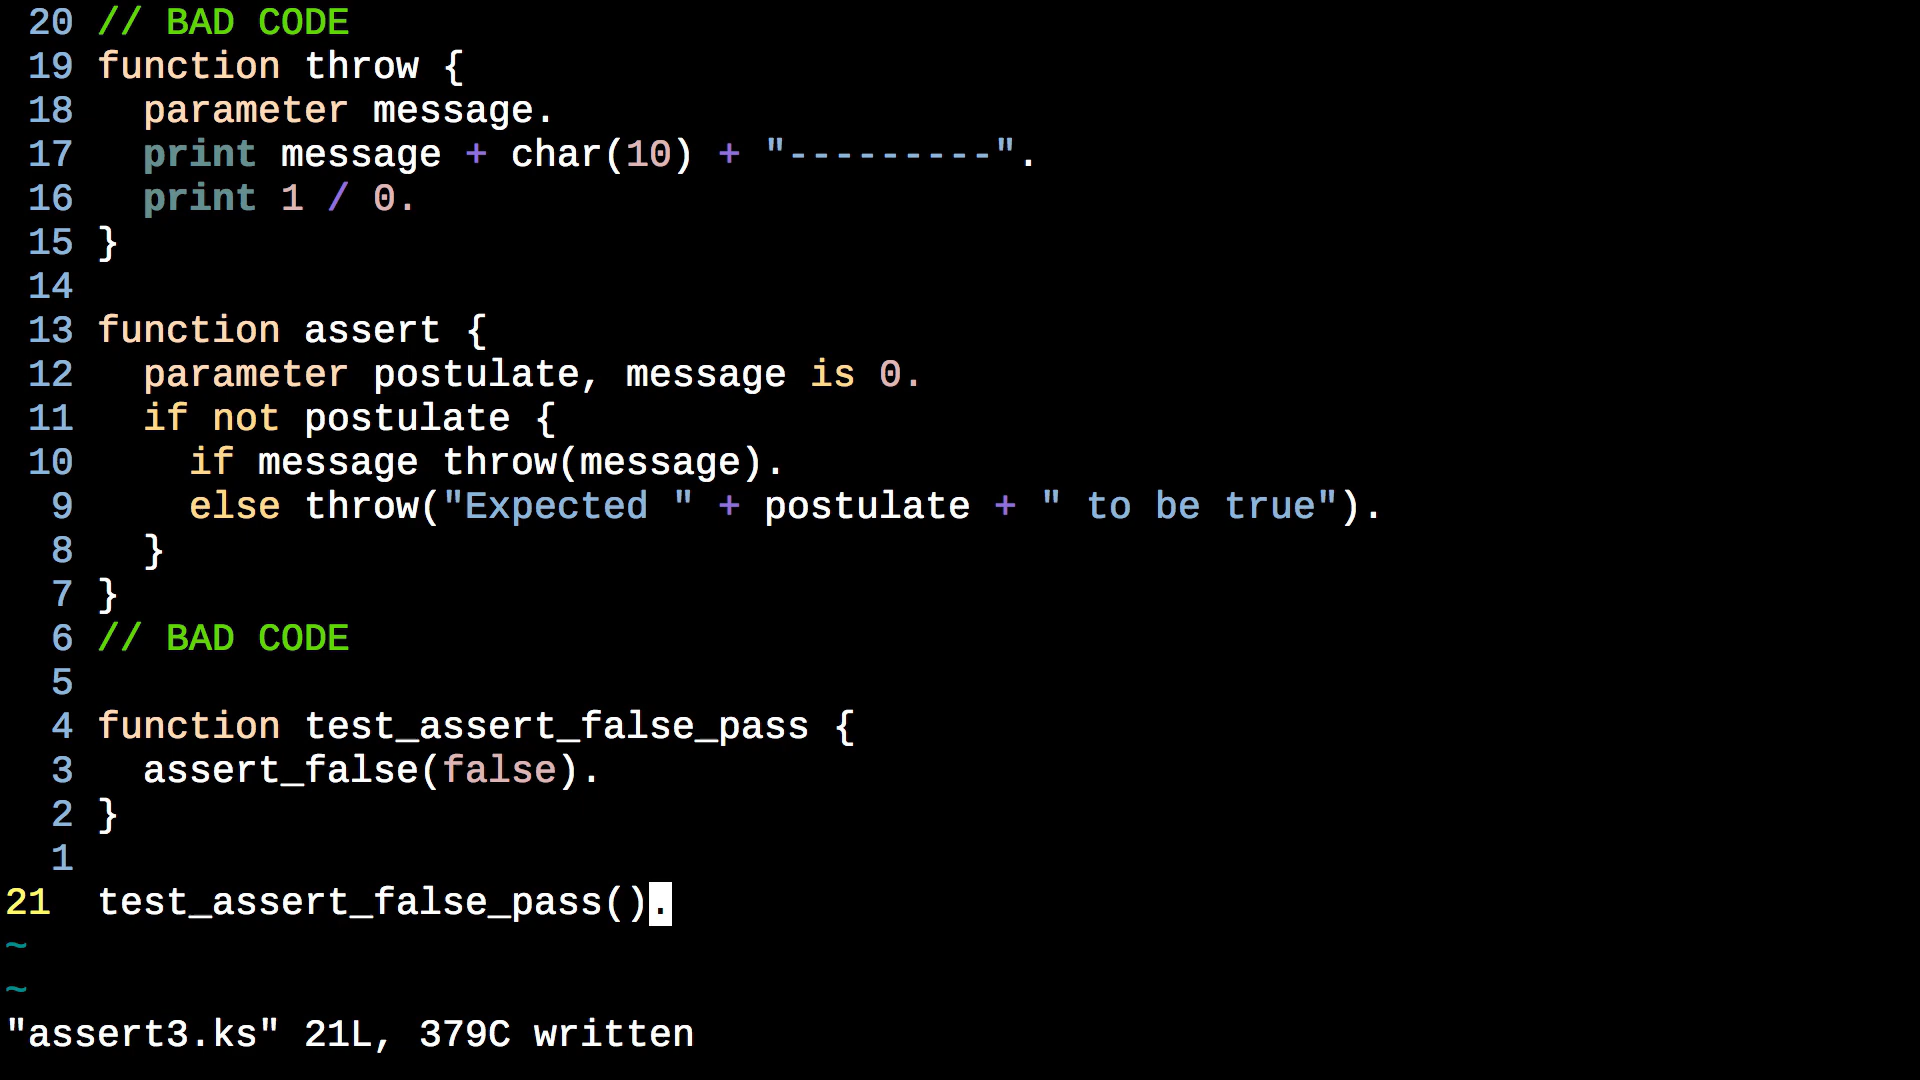 20 // BAD CODE
19 function throw {
18   parameter message.
17   print message + char(10) + "---------".
16   print 1 / 0.
15 }
14
13 function assert {
12   parameter postulate, message is 0.
11   if not postulate {
10     if message throw(message).
9     else throw("Expected " + postulate + " to be true").
8   }
7 }
6 // BAD CODE
5
4 function test_assert_false_pass {
3   assert_false(false).
2 }
1
21 test_assert_false_pass().
~
~
"assert3.ks" 21L, 379C written